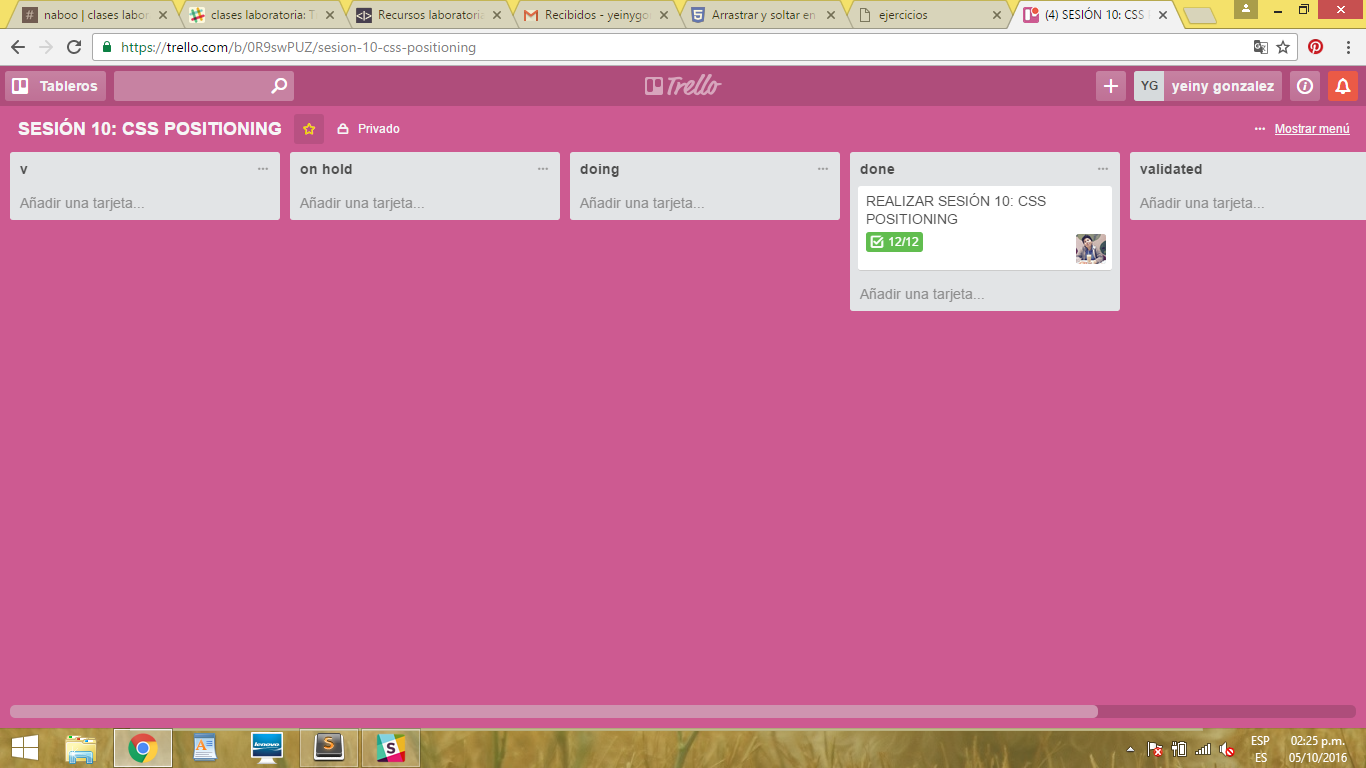 naboo | clases labor
clases laboratoria: T
Recursos laboratoria
Recibidos - yeinygo
Arrastrar y soltar en
ejercicios
(4) SESIÓN 10: CSS
https://trello.com/b/0R9swPUZ/sesion-10-css-positioning
Tableros
Trello
YG yeiny gonzalez
SESIÓN 10: CSS POSITIONING
Privado
Mostrar menú
v
Añadir una tarjeta...
on hold
Añadir una tarjeta...
doing
Añadir una tarjeta...
done
REALIZAR SESIÓN 10: CSS
POSITIONING
12/12
Añadir una tarjeta...
validated
Añadir una tarjeta...
lenovo
ESP
ES
02:25 p.m.
05/10/2016